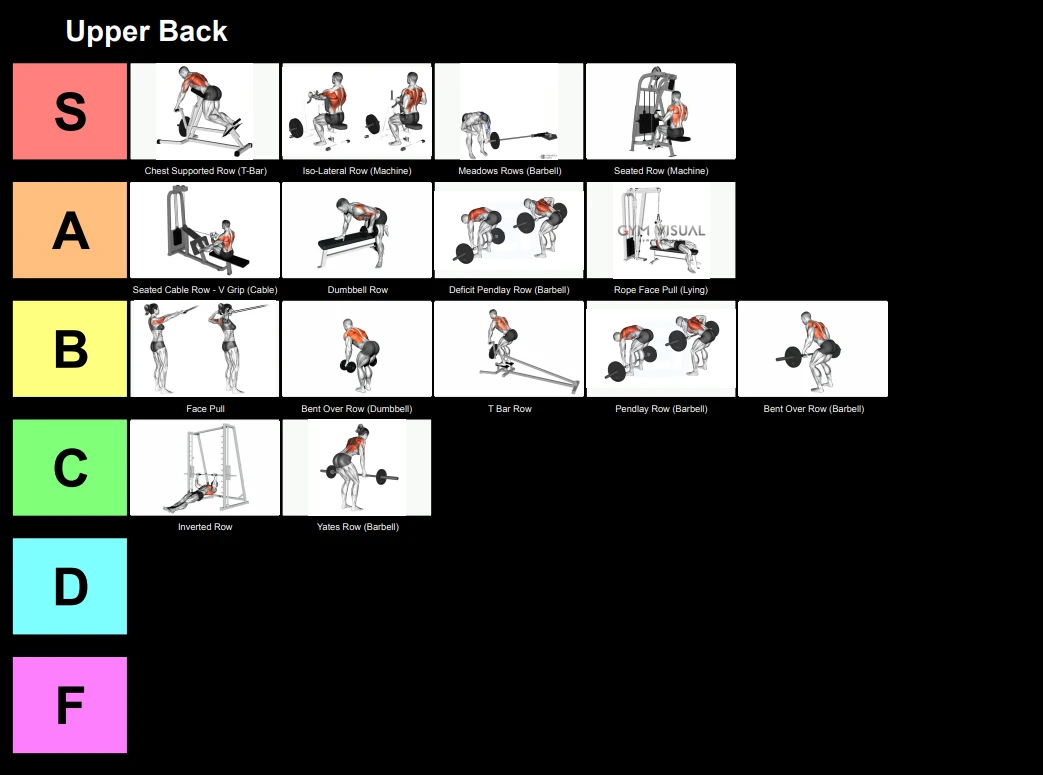 Upper Back
S
Chest Supported Row (T-Bar)
Iso-Lateral Row (Machine)
Meadows Rows (Barbell)
Seated Row (Machine)
A
GYM VISUAL
Seated Cable Row - V Grip (Cable)
Dumbbell Row
Deficit Pendlay Row (Barbell)
Rope Face Pull (Lying)
B
Face Pull
Bent Over Row (Dumbbell)
T Bar Row
Pendlay Row (Barbell)
Bent Over Row (Barbell)
C
Inverted Row
Yates Row (Barbell)
D
F